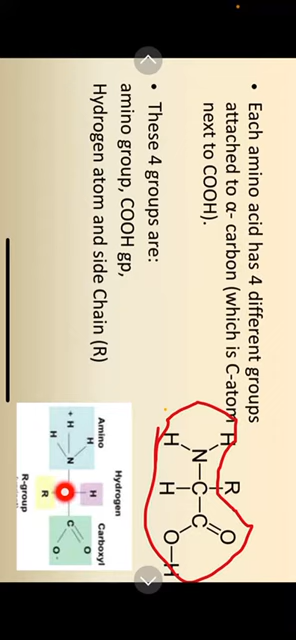 • Each amino acid has 4 different groups
attached to α- carbon (which is C-atom
next to COOH).
• These 4 groups are:
amino group, COOH gp,
Hydrogen atom and side Chain (R)
H R O
N–C–C
H H O–H
Hydrogen
Amino Carboxyl
H H O
+H N C
H R O-
R-group